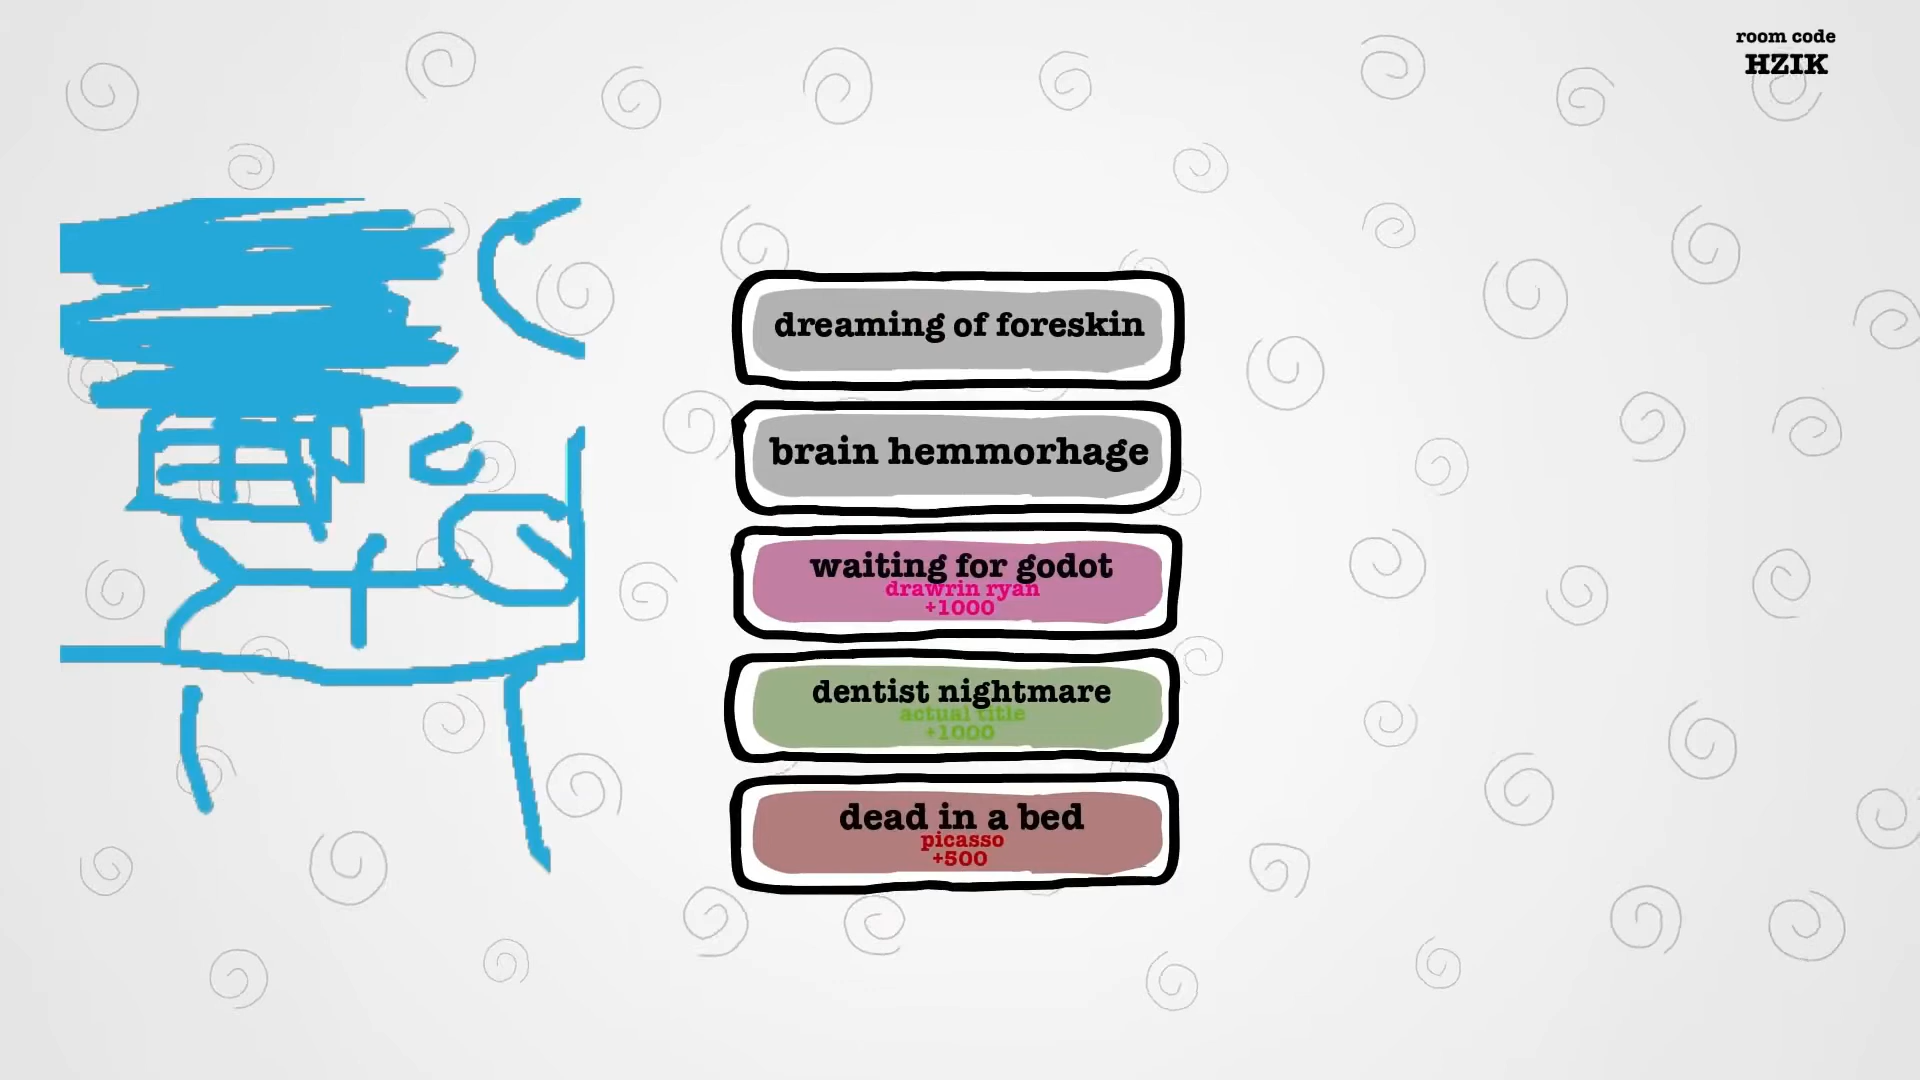 room code
HZIK
dreaming of foreskin
brain hemmorhage
waiting for godot
drawrin ryan
+1000
dentist nightmare
actual title
+1000
dead in a bed
picasso
+500